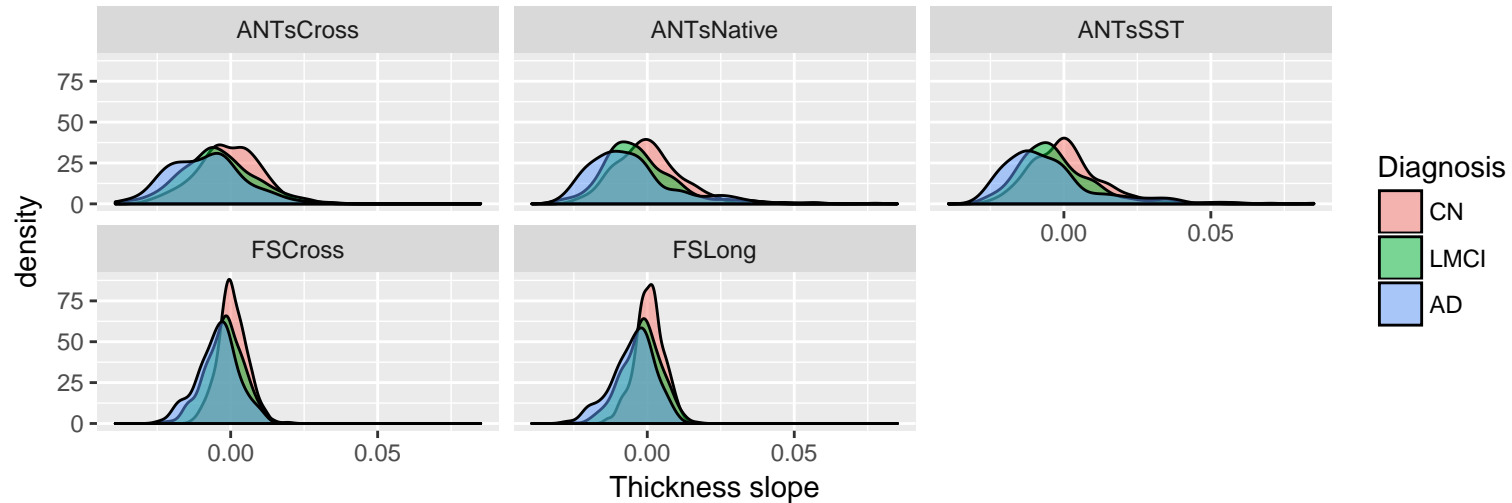 ANTsCross
ANTsNative
ANTsSST
75
50
25
0
0.00
0.05
FSCross
FSLong
75
50
25
0
0.00
0.05
0.00
0.05
density
Thickness slope
Diagnosis
CN
LMCI
AD